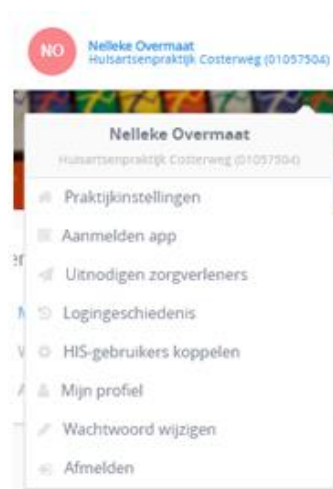 NO
Nelleke Overmaat
Huisartsenpraktijk Costerweg (01057504)
Nelleke Overmaat
Huisartsenpraktijk Costerweg (01057504)
Praktijkinstellingen
Aanmelden app
er
Uitnodigen zorgverleners
Logingeschiedenis
HIS-gebruikers koppelen
Mijn profiel
Wachtwoord wijzigen
Afmelden